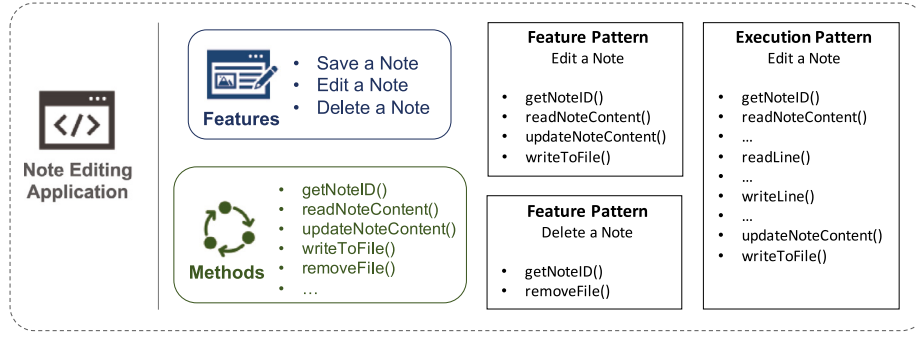 Note Editing
Application
Features
• Save a Note
• Edit a Note
• Delete a Note
Methods
• getNoteID()
• readNoteContent()
• updateNoteContent()
• writeToFile()
• removeFile()
• ...
Feature Pattern
Edit a Note
• getNoteID()
• readNoteContent()
• updateNoteContent()
• writeToFile()
Feature Pattern
Delete a Note
• getNoteID()
• removeFile()
Execution Pattern
Edit a Note
• getNoteID()
• readNoteContent()
• ...
• readLine()
• ...
• writeLine()
• ...
• updateNoteContent()
• writeToFile()